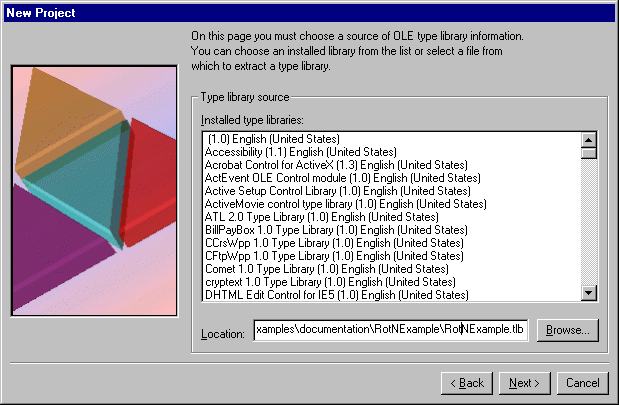 New Project
On this page you must choose a source of OLE type library information.
You can choose an installed library from the list or select a file from
which to extract a type library.
Type library source
Installed type libraries:
(1.0) English (United States)
Accessibility (1.1) English (United States)
Acrobat Control for ActiveX (1.3) English (United States)
ActEvent OLE Control module (1.0) English (United States)
Active Setup Control Library (1.0) English (United States)
ActiveMovie control type library (1.0) English (United States)
ATL 2.0 Type Library (1.0) English (United States)
BillPayBox 1.0 Type Library (1.0) English (United States)
CCrsWpp 1.0 Type Library (1.0) English (United States)
CFtpWpp 1.0 Type Library (1.0) English (United States)
Comet 1.0 Type Library (1.0) English (United States)
cryptext 1.0 Type Library (1.0) English (United States)
DHTML Edit Control for IE5 (1.0) English (United States)
Location: xamples\documentation\RotNExample\RotNExample.tlb Browse...
< Back Next > Cancel